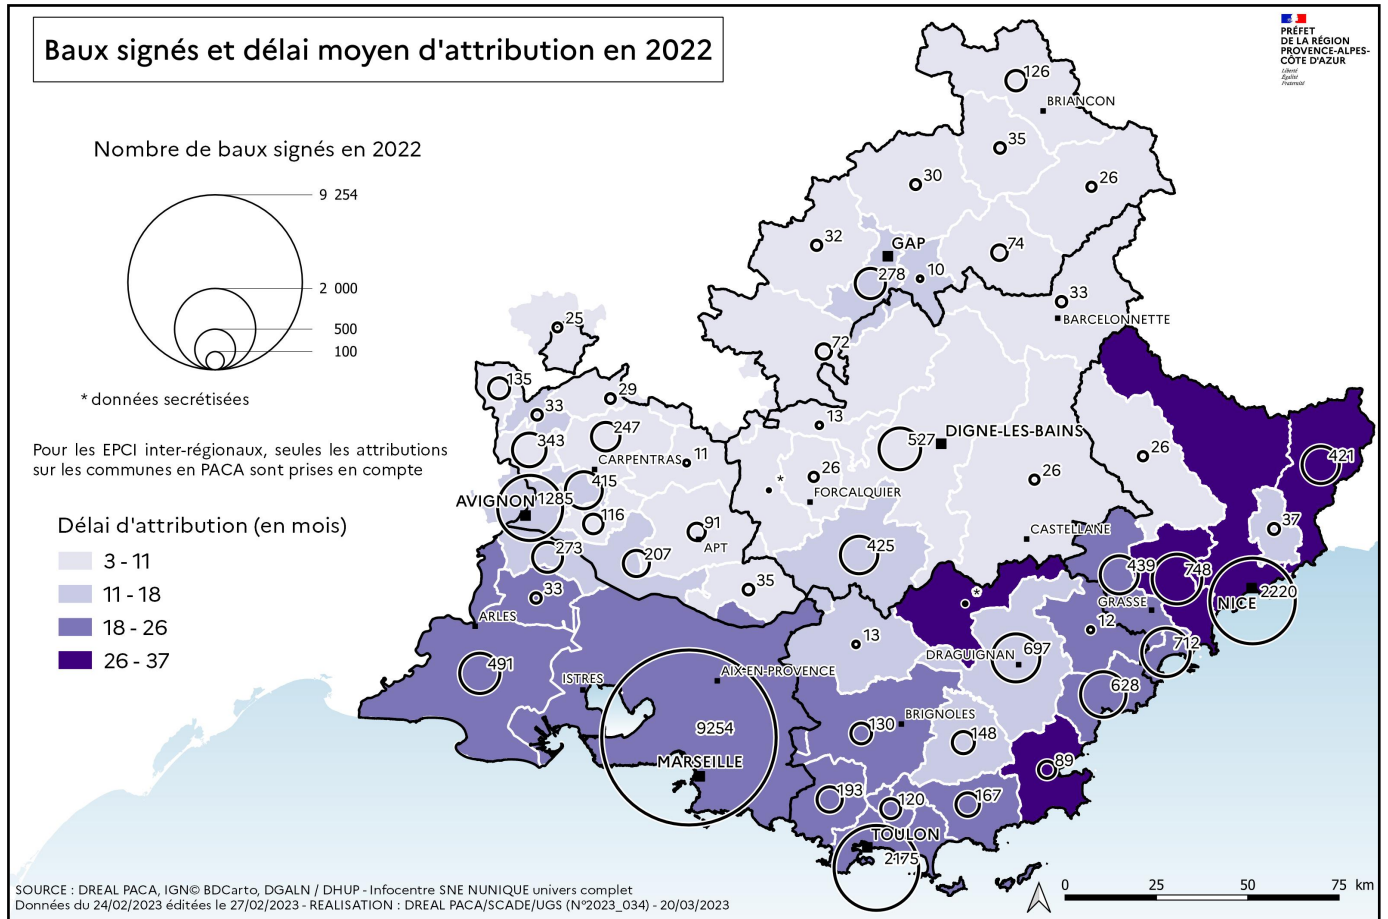 Baux signés et délai moyen d'attribution en 2022
PRÉFET
DE LA RÉGION
PROVENCE-ALPES-
CÔTE D'AZUR
Liberté
Égalité
Fraternité
Nombre de baux signés en 2022
9 254
2 000
500
100
* données secrétisées
Pour les EPCI inter-régionaux, seules les attributions
sur les communes en PACA sont prises en compte
Délai d'attribution (en mois)
3 - 11
11 - 18
18 - 26
26 - 37
126
BRIANCON
35
30
26
32
GAP
74
278
10
33
BARCELONNETTE
25
72
135
29
33
13
343
247
527
DIGNE-LES-BAINS
26
421
CARPENTRAS
11
26
*
26
415
FORCALQUIER
AVIGNON
1285
37
116
91
CASTELLANE
APT
425
273
207
439
748
35
*
2220
33
GRASSE
NICE
ARLES
12
13
712
DRAGUIGNAN
697
491
AIX-EN-PROVENCE
ISTRES
628
BRIGNOLES
9254
130
148
MARSEILLE
89
193
120
167
TOULON
2175
SOURCE : DREAL PACA, IGN© BDCarto, DGALN / DHUP - Infocentre SNE NUNIQUE univers complet
Données du 24/02/2023 éditées le 27/02/2023 - REALISATION : DREAL PACA/SCADE/UGS (N°2023_034) - 20/03/2023
0 25 50 75 km